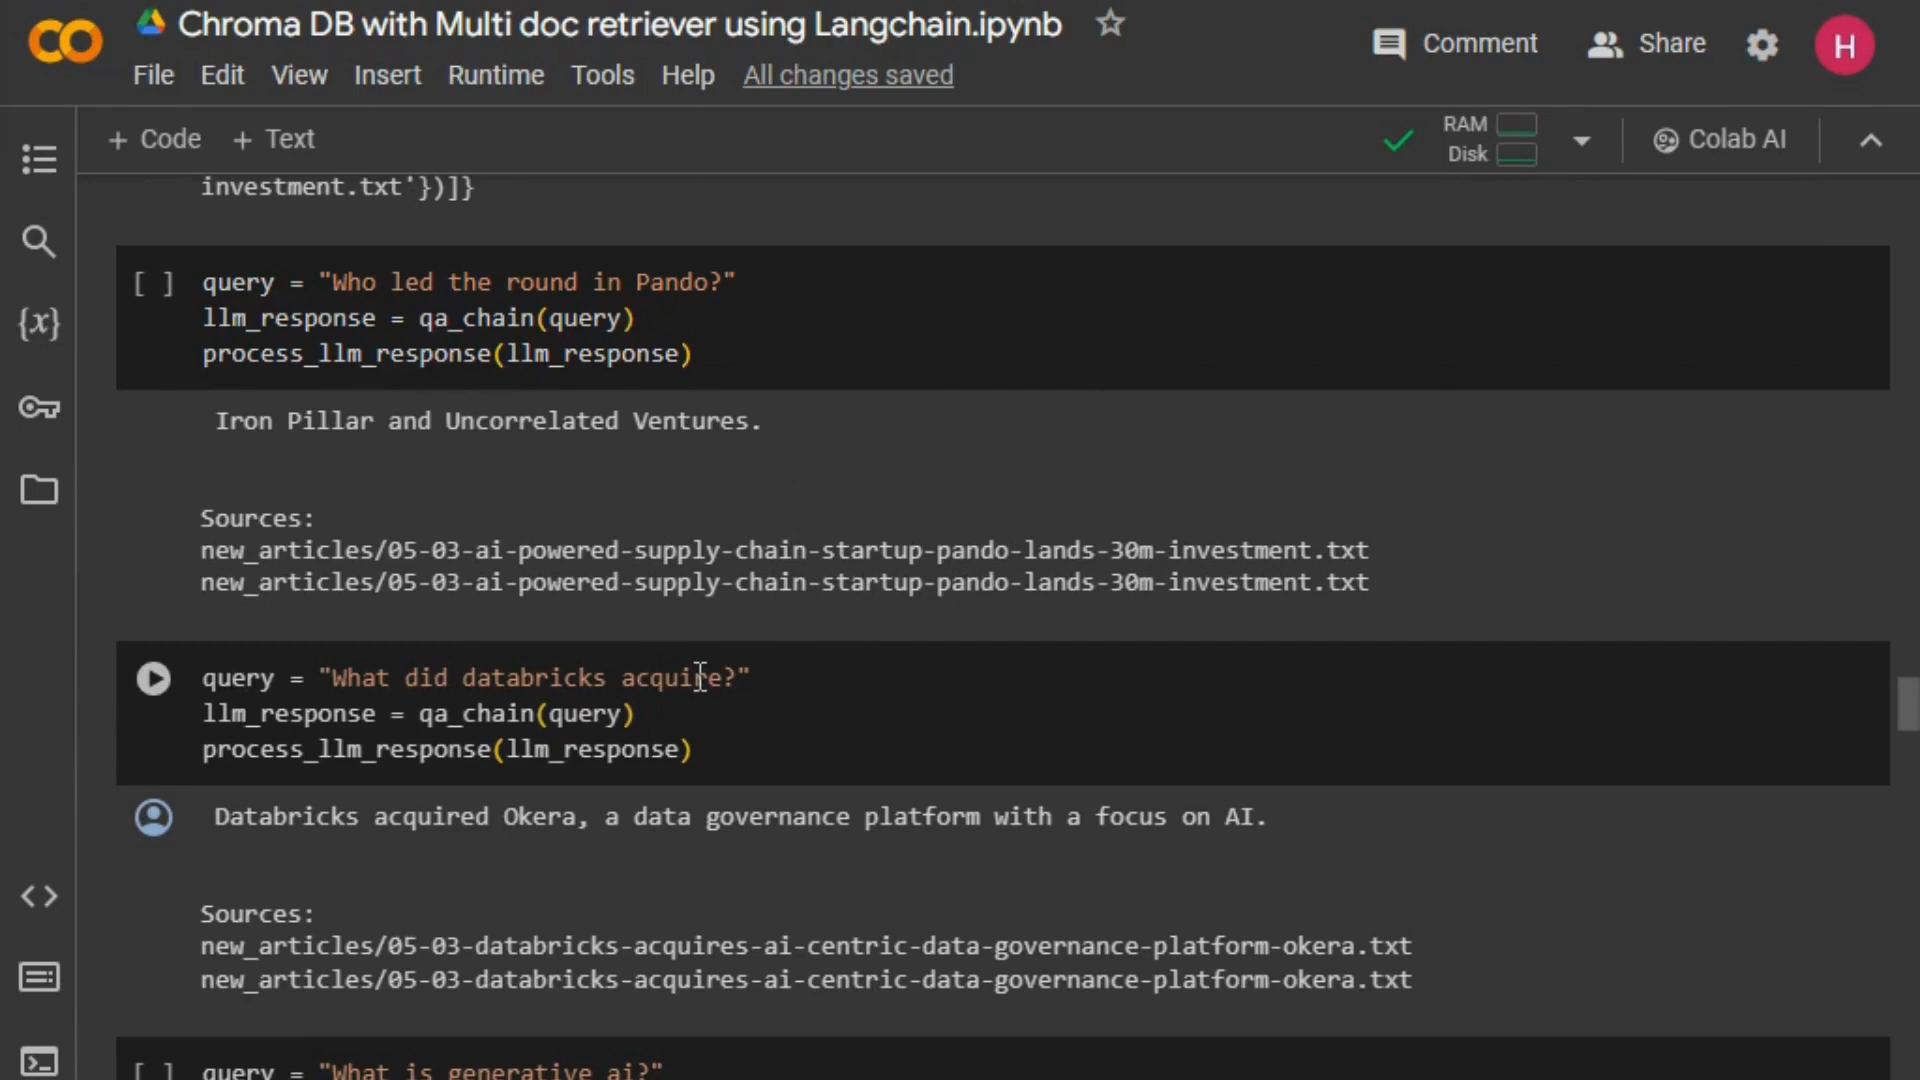 Chroma DB with Multi doc retriever using Langchain.ipynb
Comment
Share
H
File Edit View Insert Runtime Tools Help All changes saved
+ Code + Text
RAM
Disk
Colab AI
investment.txt'})]}
[ ] query = "Who led the round in Pando?"
llm_response = qa_chain(query)
process_llm_response(llm_response)
Iron Pillar and Uncorrelated Ventures.
Sources:
new_articles/05-03-ai-powered-supply-chain-startup-pando-lands-30m-investment.txt
new_articles/05-03-ai-powered-supply-chain-startup-pando-lands-30m-investment.txt
query = "What did databricks acquire?"
llm_response = qa_chain(query)
process_llm_response(llm_response)
Databricks acquired Okera, a data governance platform with a focus on AI.
Sources:
new_articles/05-03-databricks-acquires-ai-centric-data-governance-platform-okera.txt
new_articles/05-03-databricks-acquires-ai-centric-data-governance-platform-okera.txt
[ ] query = "What is generative ai?"